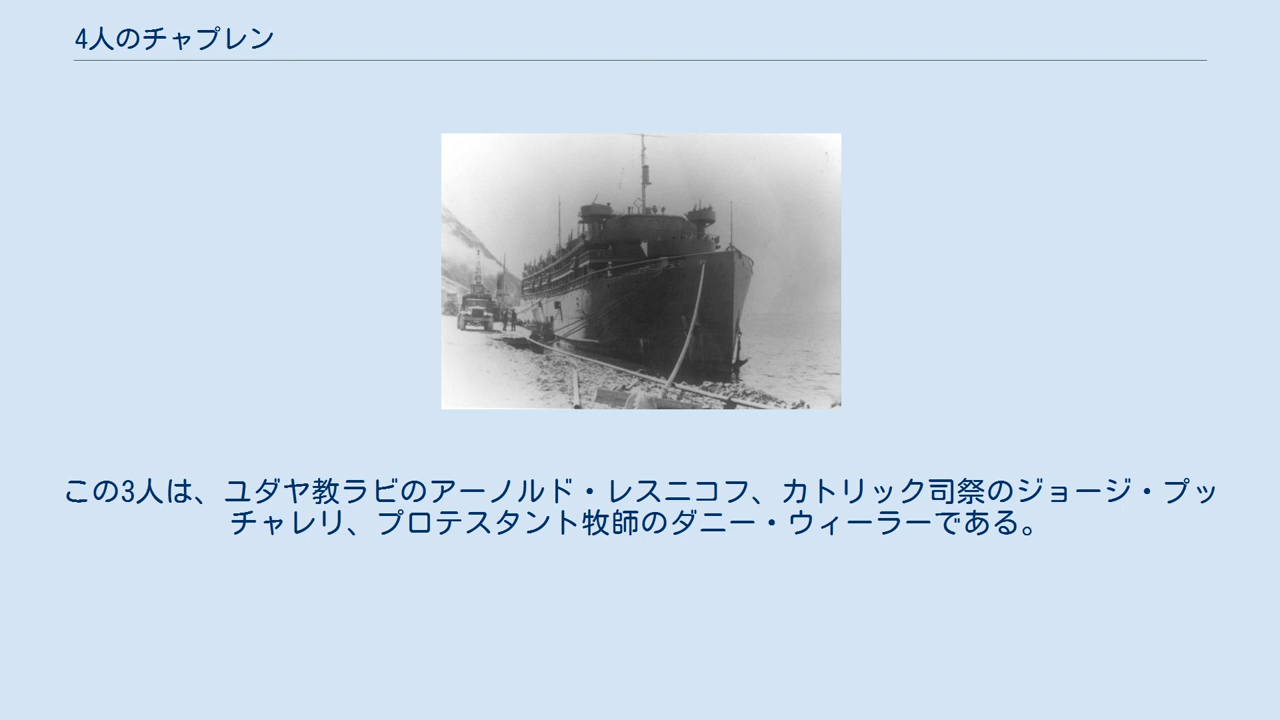 4人のチャプレン
この3人は、ユダヤ教ラビのアーノルド・レスニコフ、カトリック司祭のジョージ・プッ
チャレリ、プロテスタント牧師のダニー・ウィーラーである。